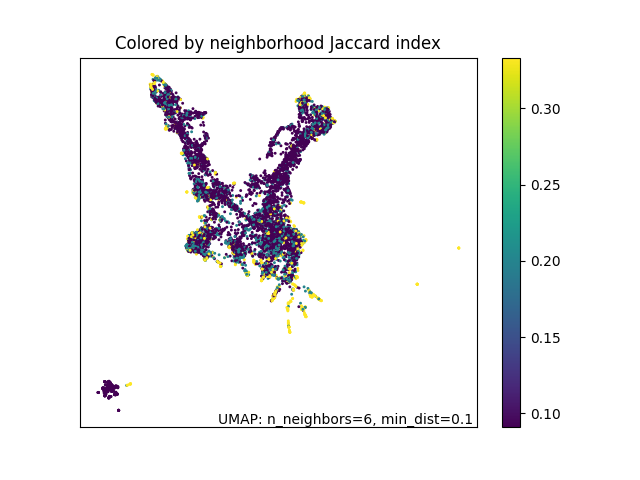 Colored by neighborhood Jaccard index
0.30
0.25
0.20
0.15
0.10
UMAP: n_neighbors=6, min_dist=0.1